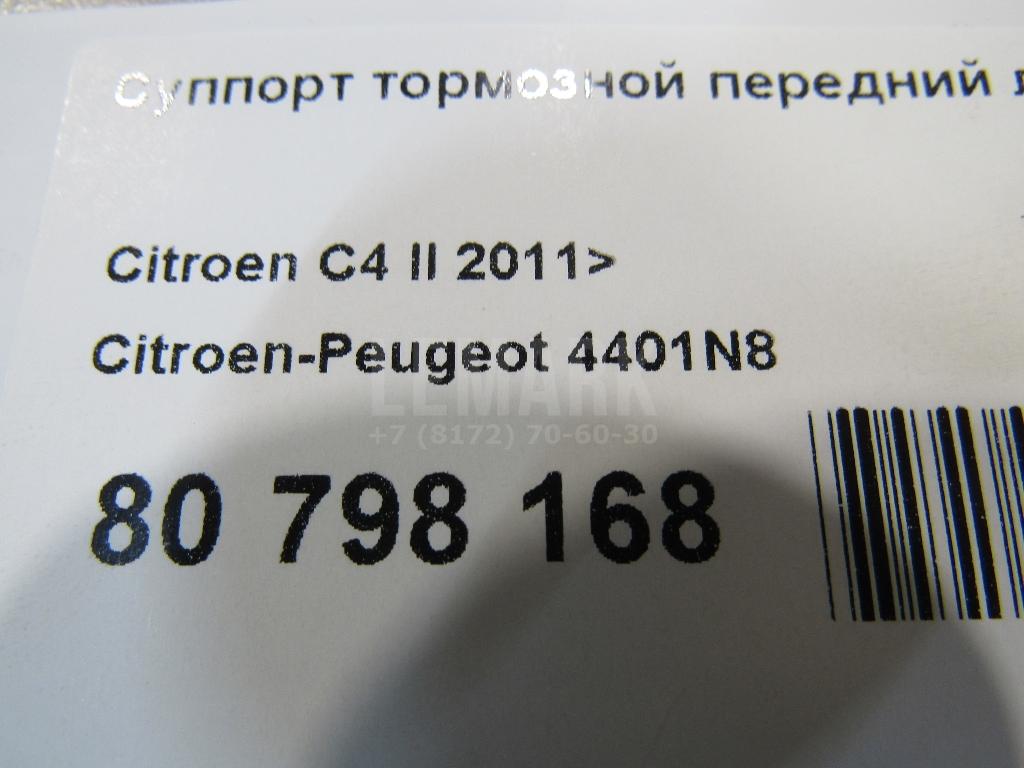 Суппорт тормозной передний л
Citroen C4 II 2011>
Citroen-Peugeot 4401N8
LEMARK
+7 (8172) 70-60-30
80 798 168